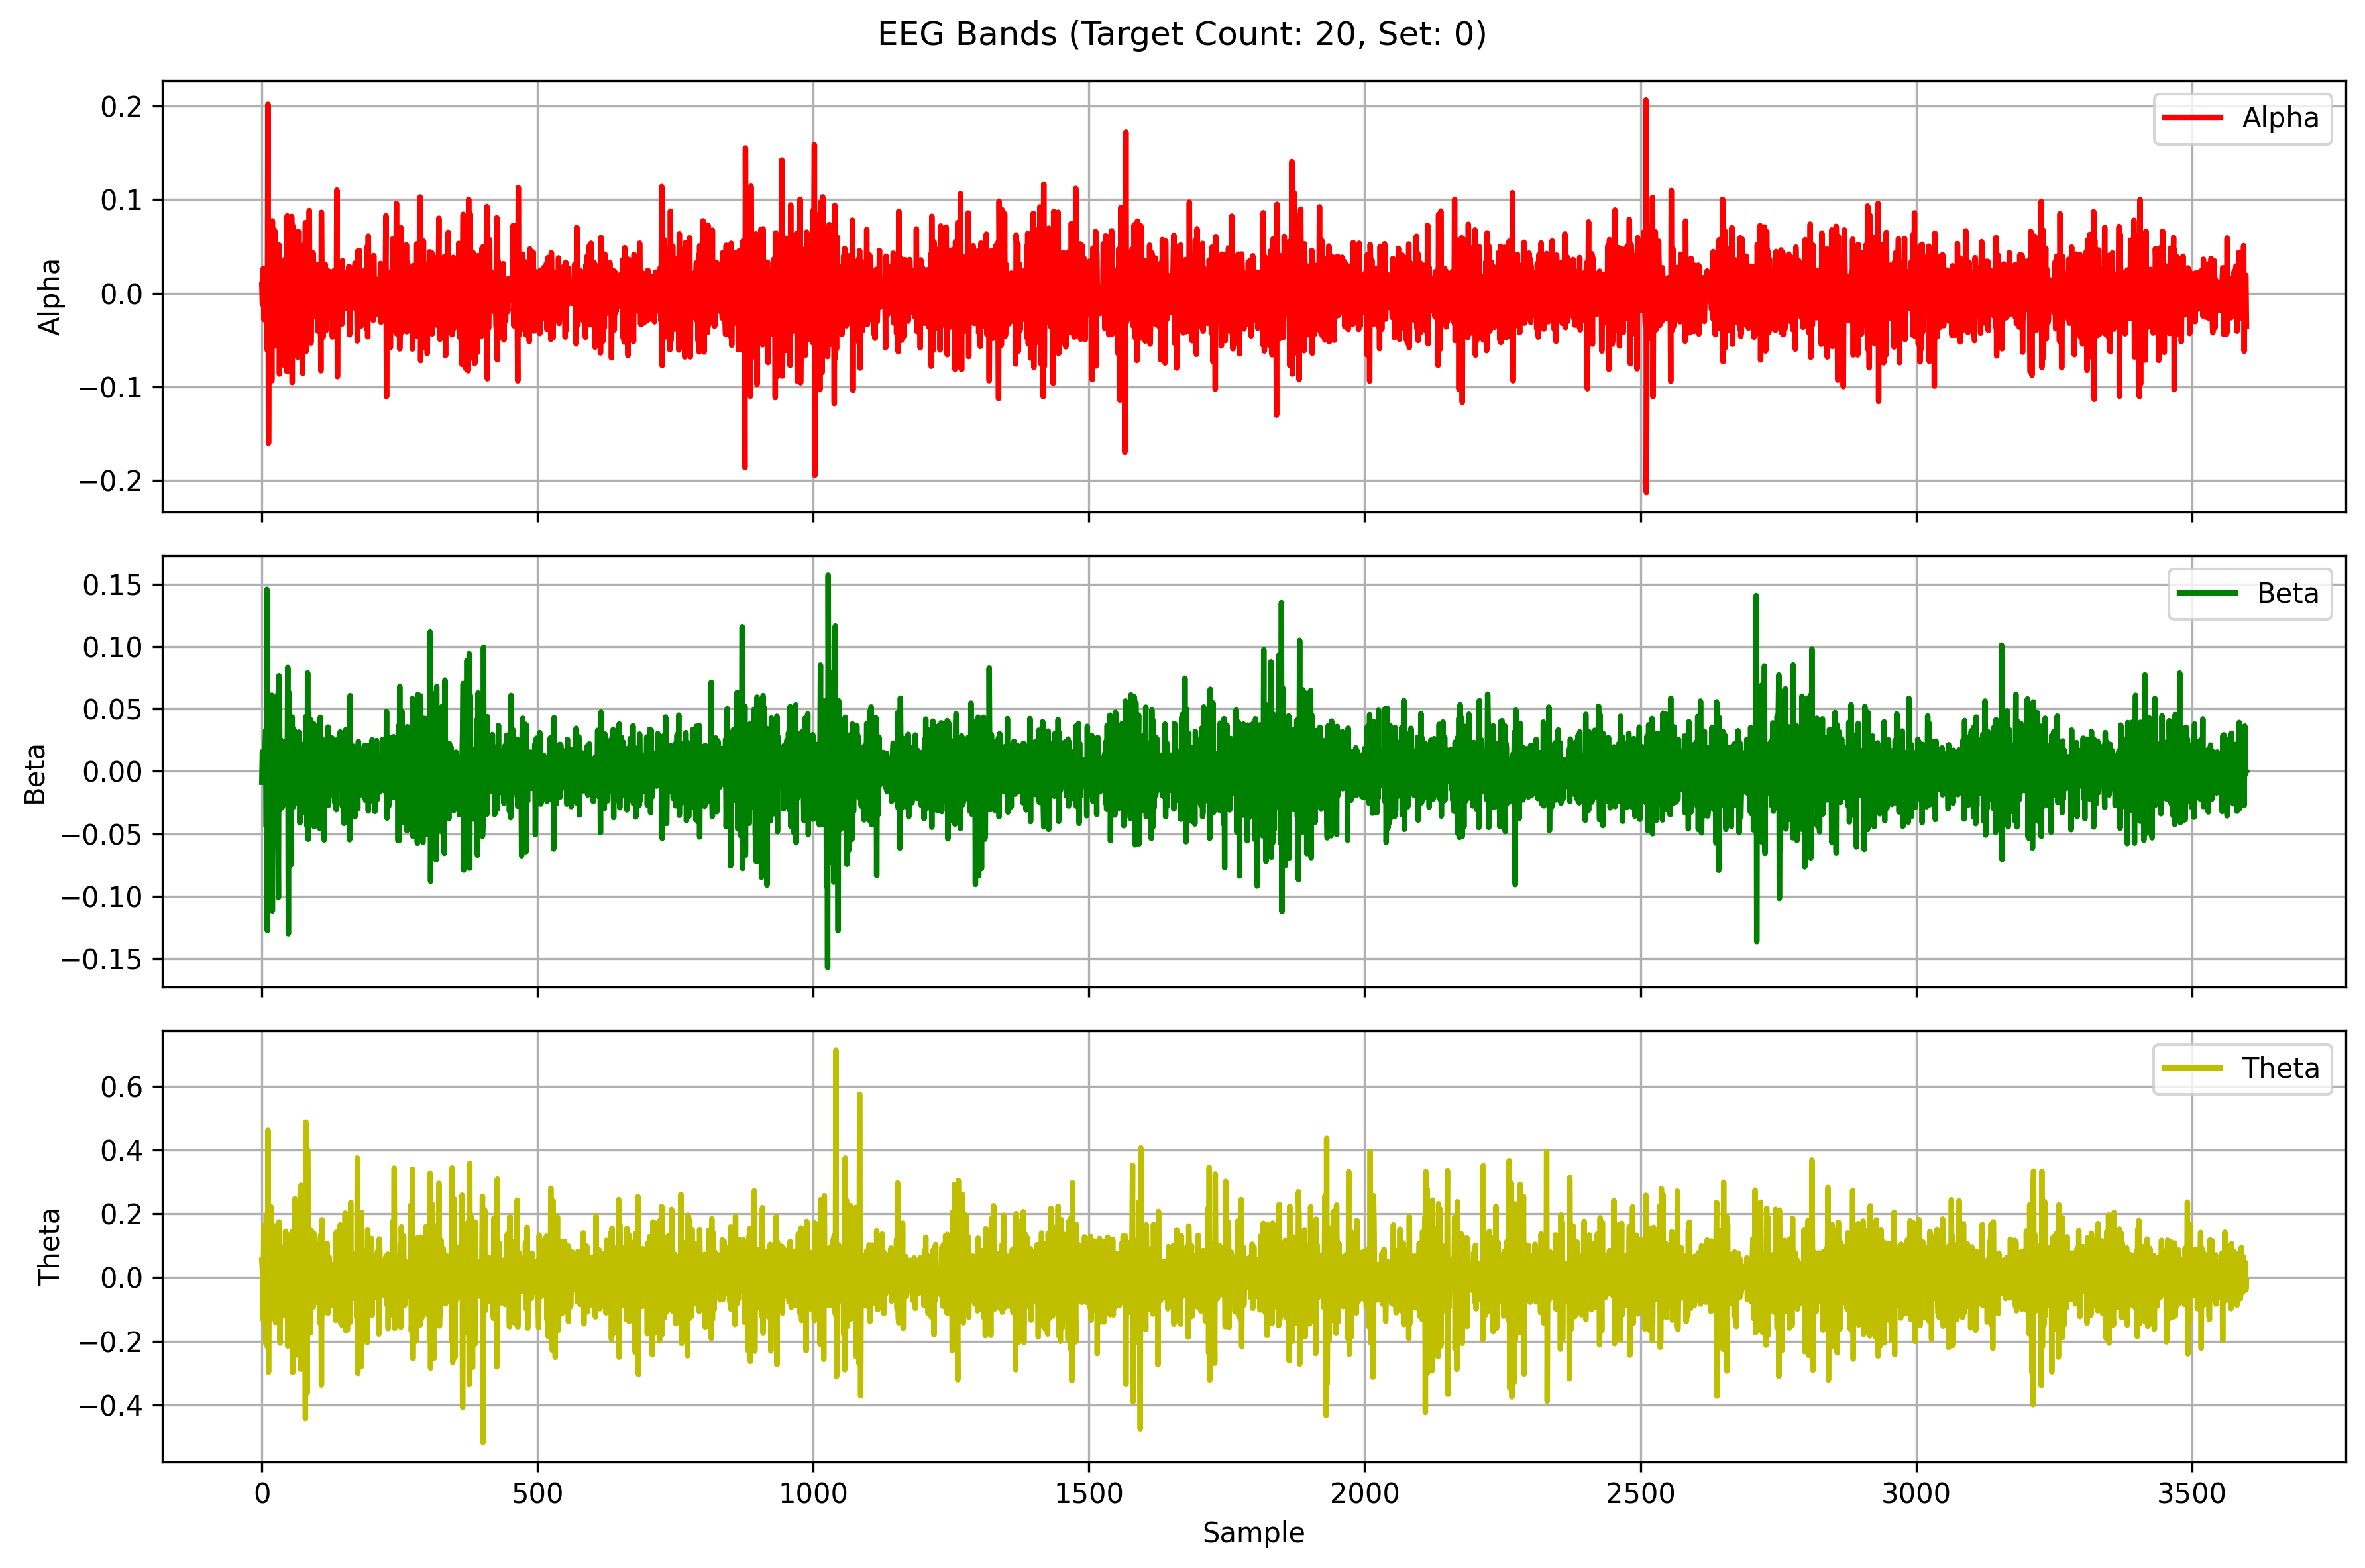 EEG Bands (Target Count: 20, Set: 0)
0.2
0.1
0.0
−0.1
−0.2
Alpha
Alpha
0.15
0.10
0.05
0.00
−0.05
−0.10
−0.15
Beta
Beta
0.6
0.4
0.2
0.0
−0.2
−0.4
Theta
Theta
0 500 1000 1500 2000 2500 3000 3500
Sample